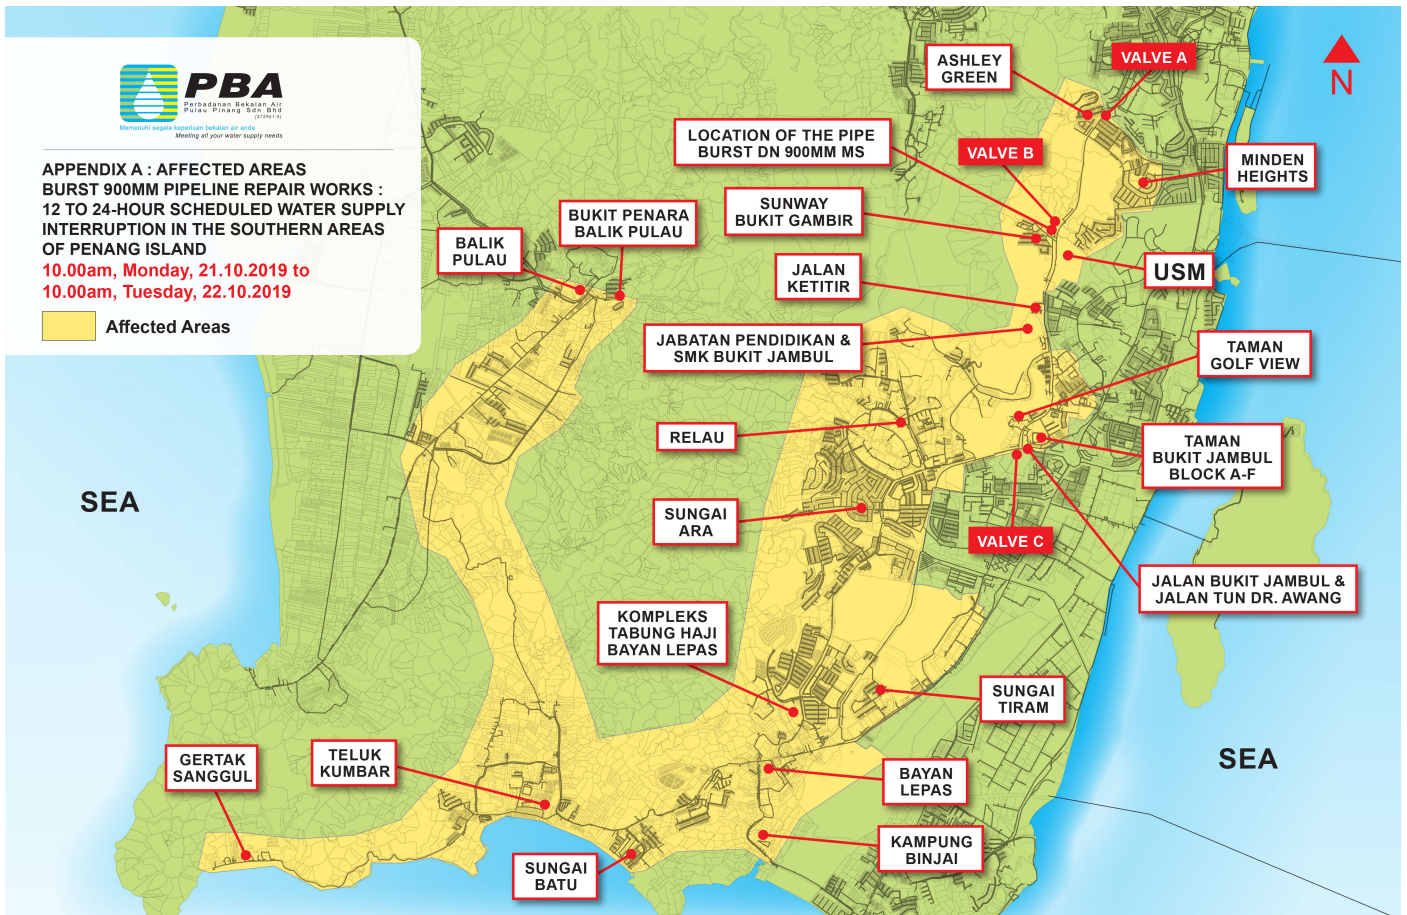 PBA
Perbadanan Bekalan Air
Pulau Pinang Sdn Bhd
Memenuhi segala keperluan bekalan air anda
Meeting all your water supply needs
APPENDIX A : AFFECTED AREAS
BURST 900MM PIPELINE REPAIR WORKS :
12 TO 24-HOUR SCHEDULED WATER SUPPLY
INTERRUPTION IN THE SOUTHERN AREAS
OF PENANG ISLAND
10.00am, Monday, 21.10.2019 to
10.00am, Tuesday, 22.10.2019
Affected Areas
ASHLEY
GREEN
VALVE A
N
LOCATION OF THE PIPE
BURST DN 900MM MS
VALVE B
MINDEN
HEIGHTS
SUNWAY
BUKIT GAMBIR
BUKIT PENARA
BALIK PULAU
BALIK
PULAU
JALAN
KETITIR
USM
JABATAN PENDIDIKAN &
SMK BUKIT JAMBUL
TAMAN
GOLF VIEW
RELAU
TAMAN
BUKIT JAMBUL
BLOCK A-F
SEA
SUNGAI
ARA
VALVE C
JALAN BUKIT JAMBUL &
JALAN TUN DR. AWANG
KOMPLEKS
TABUNG HAJI
BAYAN LEPAS
SUNGAI
TIRAM
GERTAK
SANGGUL
TELUK
KUMBAR
SEA
BAYAN
LEPAS
KAMPUNG
BINJAI
SUNGAI
BATU